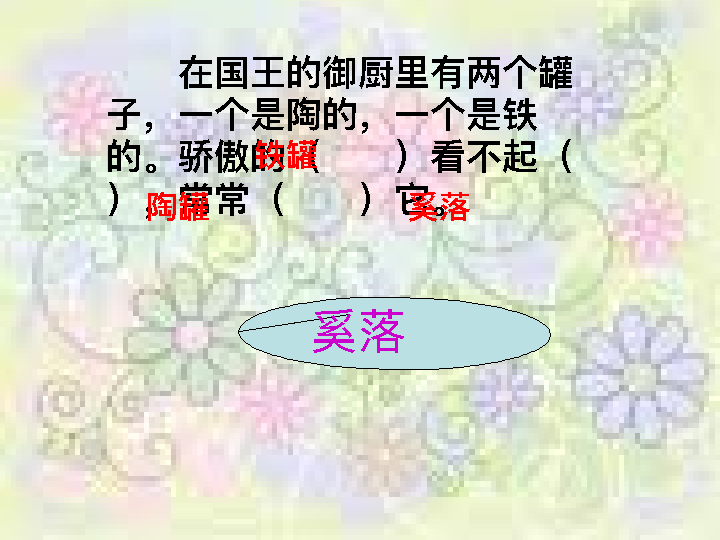 在国王的御厨里有两个罐
子，一个是陶的，一个是铁
的。骄傲的（　　）看不起（
），常常（　　）它。
铁罐
陶罐
奚落
奚落